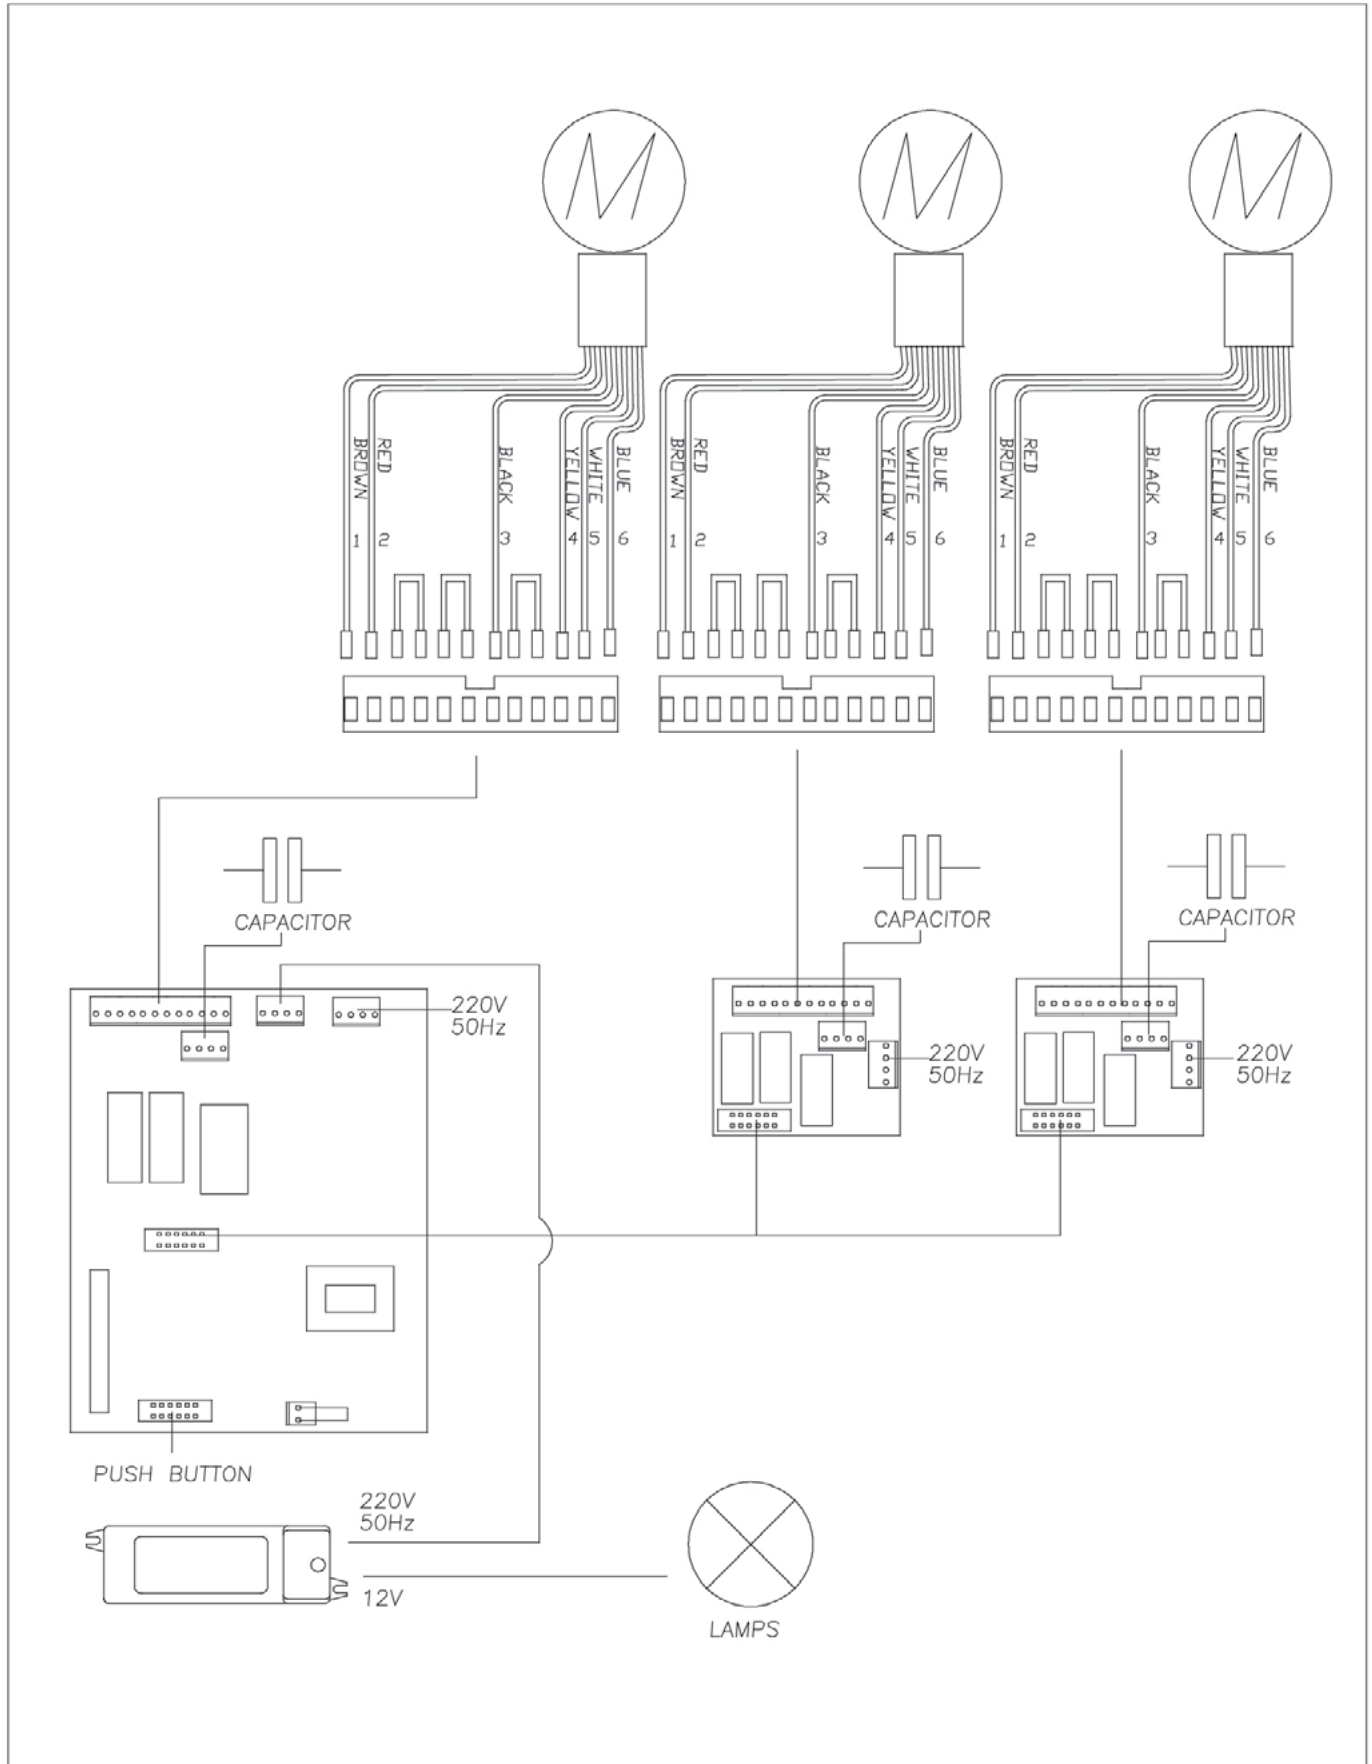 M
M
M
BROWN
RED
BLACK
YELLOW
WHITE
BLUE
BROWN
RED
BLACK
YELLOW
WHITE
BLUE
BROWN
RED
BLACK
YELLOW
WHITE
BLUE
1 2 3 4 5 6
1 2 3 4 5 6
1 2 3 4 5 6
CAPACITOR
CAPACITOR
CAPACITOR
220V
50Hz
220V
50Hz
220V
50Hz
PUSH BUTTON
220V
50Hz
12V
LAMPS